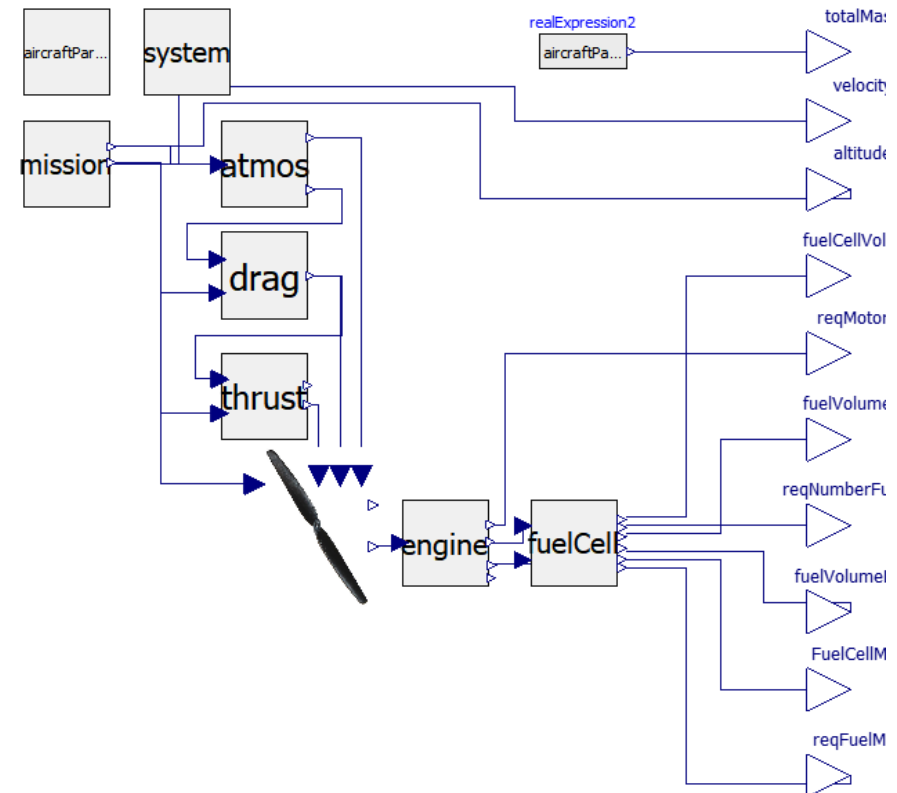 realExpression2
totalMas
aircraftPar...
system
aircraftPa...
velocity
mission
atmos
altitude
drag
fuelCellVol
reqMotor
thrust
fuelVolume
reqNumberFu
engine
fuelCell
fuelVolume
FuelCellM
reqFuelM